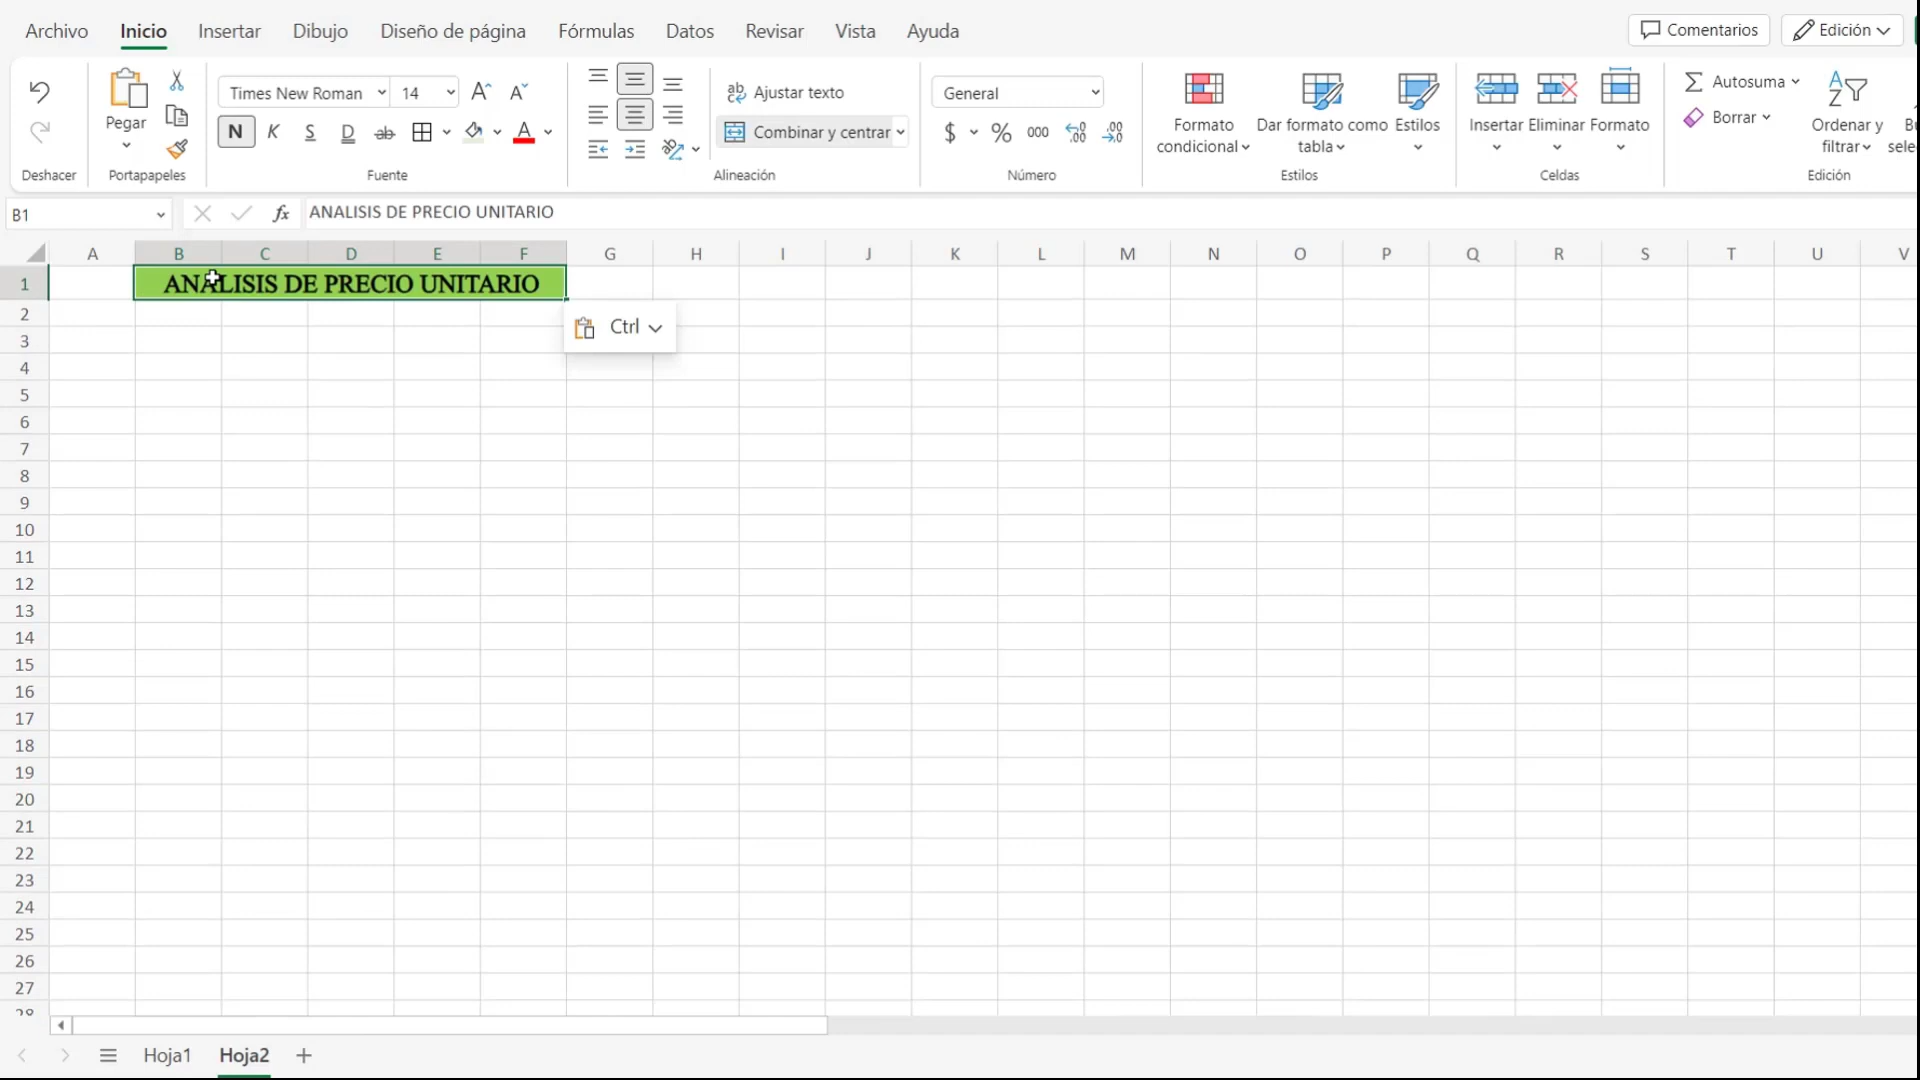 Archivo Inicio Insertar Dibujo Diseño de página Fórmulas Datos Revisar Vista Ayuda Comentarios Edición
Pegar
Times New Roman 14
N K S D ab A
Ajustar texto
Combinar y centrar
General
$ % 000
Formato condicional
Dar formato como tabla
Estilos
Insertar Eliminar Formato
Autosuma
Borrar
Ordenar y filtrar
Deshacer Portapapeles Fuente Alineación Número Estilos Celdas Edición
B1 fx ANALISIS DE PRECIO UNITARIO
A B C D E F G H I J K L M N O P Q R S T U V
1 ANALISIS DE PRECIO UNITARIO
2
Ctrl
3
4
5
6
7
8
9
10
11
12
13
14
15
16
17
18
19
20
21
22
23
24
25
26
27
Hoja1 Hoja2